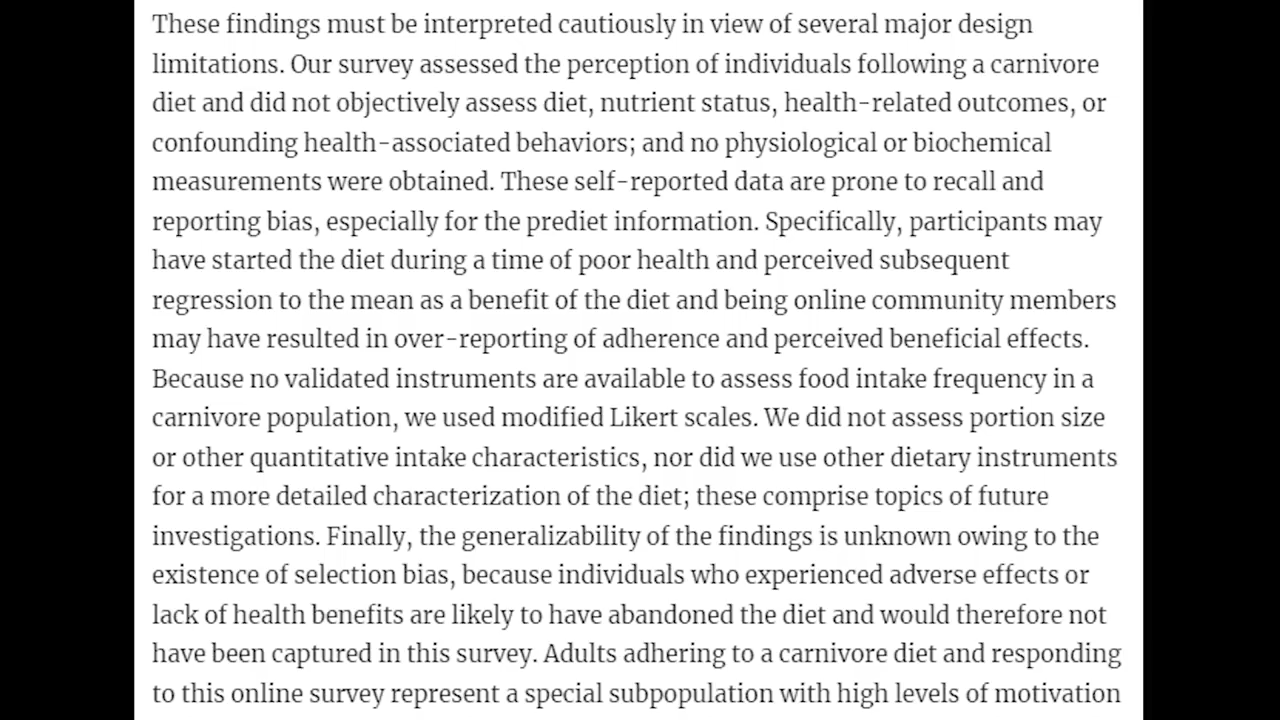 These findings must be interpreted cautiously in view of several major design
limitations. Our survey assessed the perception of individuals following a carnivore
diet and did not objectively assess diet, nutrient status, health-related outcomes, or
confounding health-associated behaviors; and no physiological or biochemical
measurements were obtained. These self-reported data are prone to recall and
reporting bias, especially for the prediet information. Specifically, participants may
have started the diet during a time of poor health and perceived subsequent
regression to the mean as a benefit of the diet and being online community members
may have resulted in over-reporting of adherence and perceived beneficial effects.
Because no validated instruments are available to assess food intake frequency in a
carnivore population, we used modified Likert scales. We did not assess portion size
or other quantitative intake characteristics, nor did we use other dietary instruments
for a more detailed characterization of the diet; these comprise topics of future
investigations. Finally, the generalizability of the findings is unknown owing to the
existence of selection bias, because individuals who experienced adverse effects or
lack of health benefits are likely to have abandoned the diet and would therefore not
have been captured in this survey. Adults adhering to a carnivore diet and responding
to this online survey represent a special subpopulation with high levels of motivation